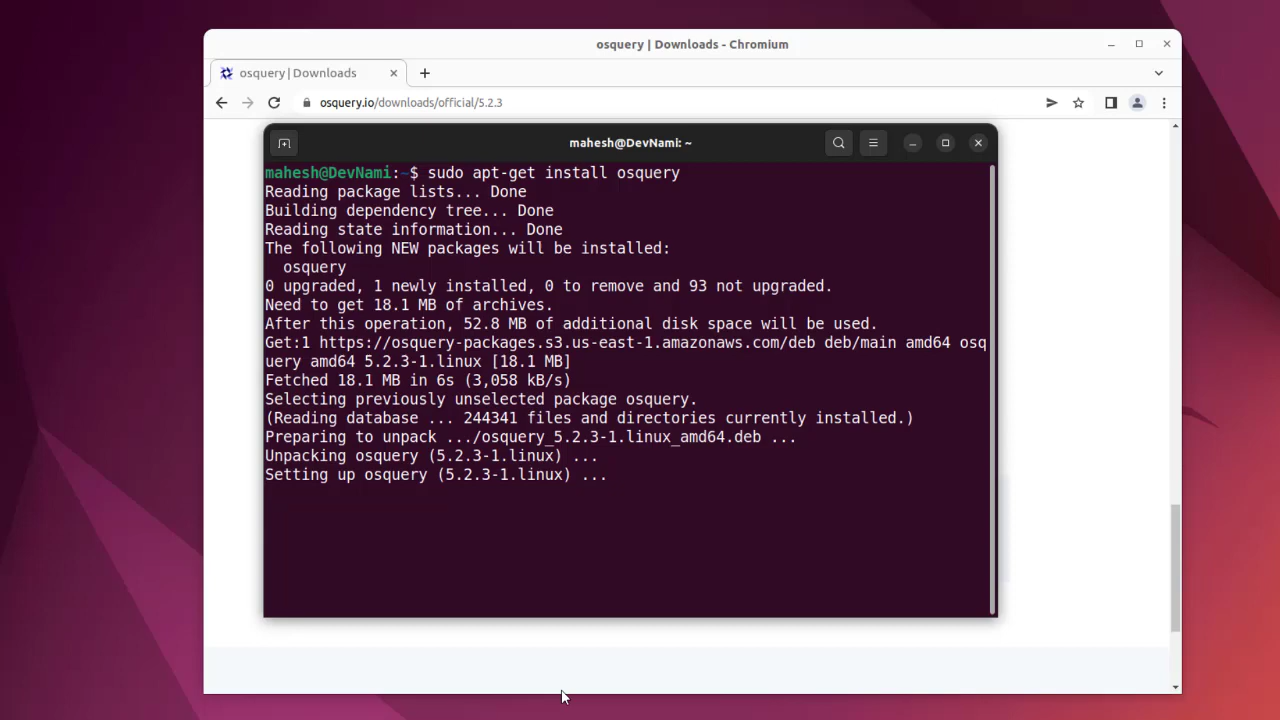 osquery | Downloads - Chromium
osquery | Downloads
osquery.io/downloads/official/5.2.3
mahesh@DevNami: ~
mahesh@DevNami:~$ sudo apt-get install osquery
Reading package lists... Done
Building dependency tree... Done
Reading state information... Done
The following NEW packages will be installed:
osquery
0 upgraded, 1 newly installed, 0 to remove and 93 not upgraded.
Need to get 18.1 MB of archives.
After this operation, 52.8 MB of additional disk space will be used.
Get:1 https://osquery-packages.s3.us-east-1.amazonaws.com/deb deb/main amd64 osq
uery amd64 5.2.3-1.linux [18.1 MB]
Fetched 18.1 MB in 6s (3,058 kB/s)
Selecting previously unselected package osquery.
(Reading database ... 244341 files and directories currently installed.)
Preparing to unpack .../osquery_5.2.3-1.linux_amd64.deb ...
Unpacking osquery (5.2.3-1.linux) ...
Setting up osquery (5.2.3-1.linux) ...